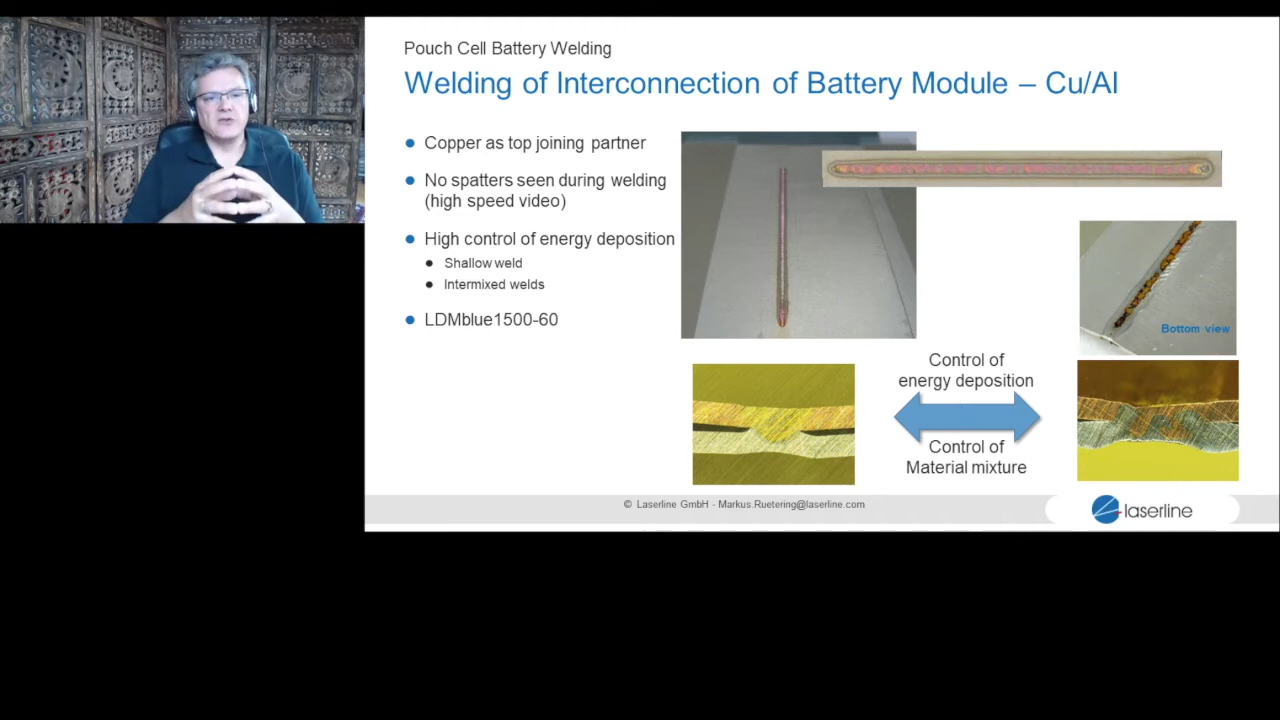 Pouch Cell Battery Welding
Welding of Interconnection of Battery Module – Cu/Al
Copper as top joining partner
No spatters seen during welding
(high speed video)
High control of energy deposition
Shallow weld
Intermixed welds
LDMblue1500-60
Bottom view
Control of
energy deposition
Control of
Material mixture
© Laserline GmbH - Markus.Ruetering@laserline.com
laserline